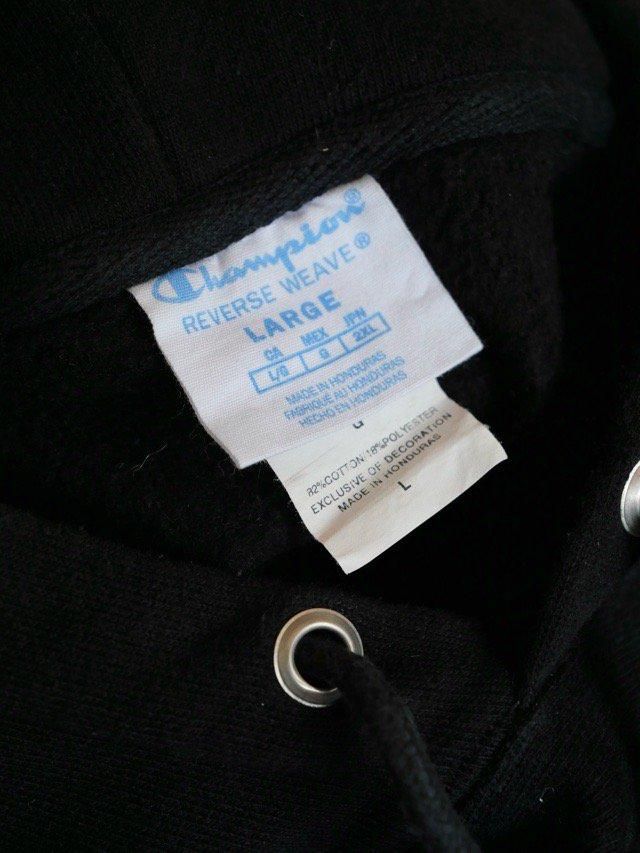 Champion®
REVERSE WEAVE®
LARGE
CA MEX JPN
L/G G 2XL
MADE IN HONDURAS
FABRIQUÉ AU HONDURAS
HECHO EN HONDURAS
G
82%COTTON 18%POLYESTER
EXCLUSIVE OF DECORATION
MADE IN HONDURAS
L